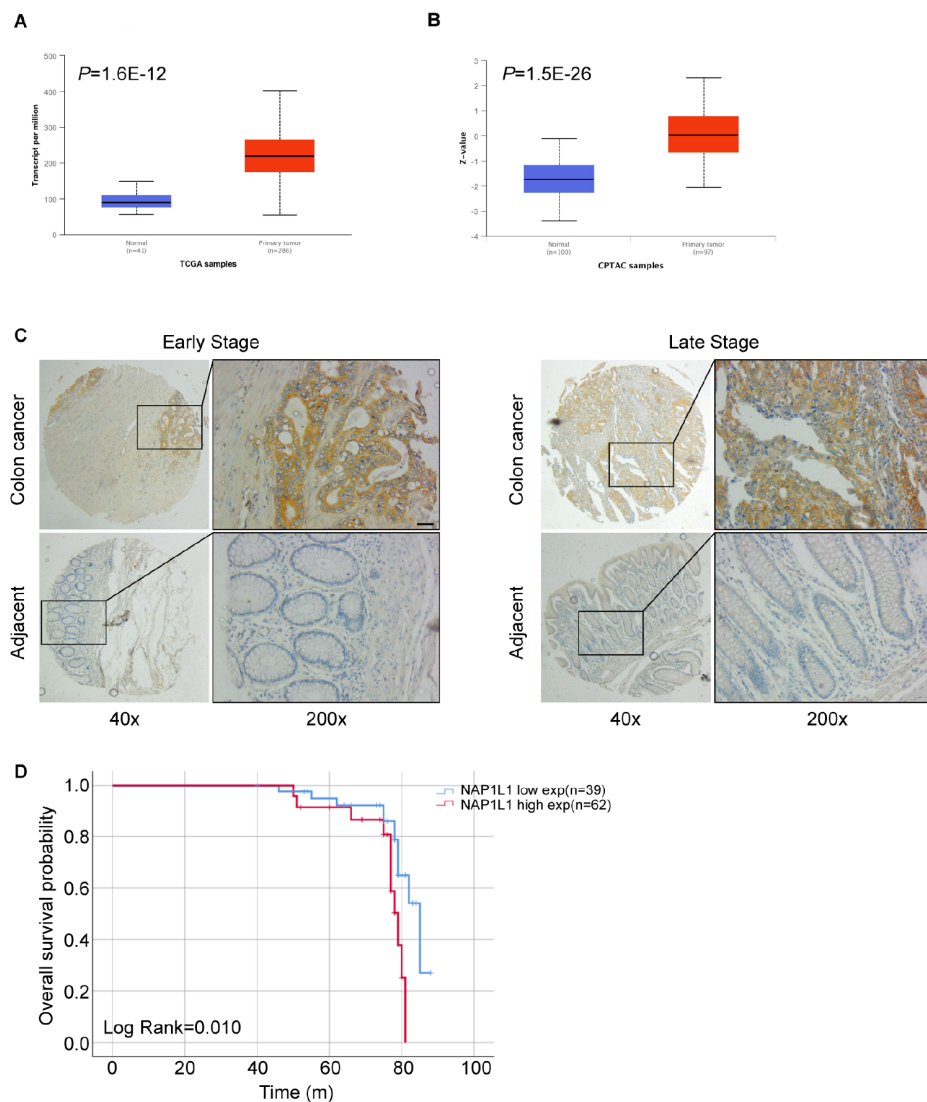 A
500
400
300
200
100
0
Transcript per million
P=1.6E-12
Normal
(n=41)
Primary tumor
(n=286)
TCGA samples
B
3
2
1
0
-1
-2
-3
-4
Z-value
P=1.5E-26
Normal
(n=100)
Primary tumor
(n=97)
CPTAC samples
C
Early Stage
Late Stage
Colon cancer
Colon cancer
Adjacent
Adjacent
40x
200x
40x
200x
D
1.0
0.8
0.6
0.4
0.2
0.0
Overall survival probability
NAP1L1 low exp(n=39)
NAP1L1 high exp(n=62)
Log Rank=0.010
0
20
40
60
80
100
Time (m)